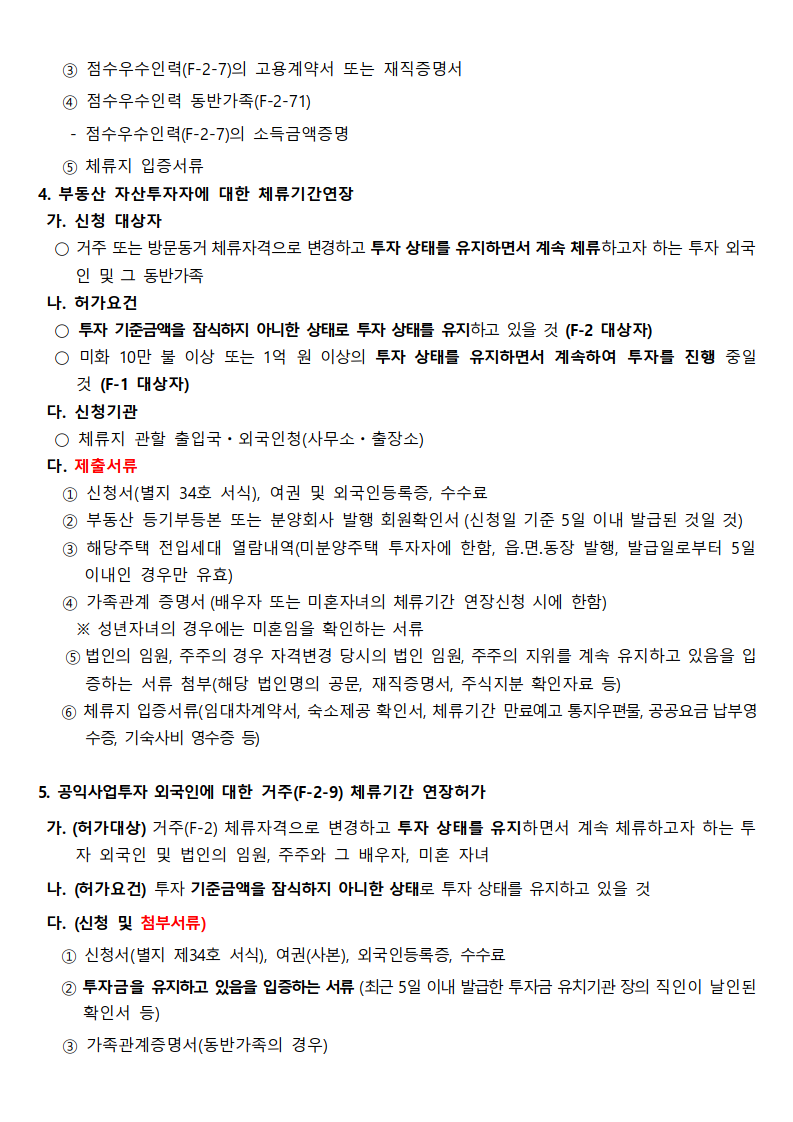 ③ 점수우수인력(F-2-7)의 고용계약서 또는 재직증명서
④ 점수우수인력 동반가족(F-2-71)
- 점수우수인력(F-2-7)의 소득금액증명
⑤ 체류지 입증서류
4. 부동산 자산투자자에 대한 체류기간연장
가. 신청 대상자
○ 거주 또는 방문동거 체류자격으로 변경하고 투자 상태를 유지하면서 계속 체류하고자 하는 투자 외국
인 및 그 동반가족
나. 허가요건
○ 투자 기준금액을 잠식하지 아니한 상태로 투자 상태를 유지하고 있을 것 (F-2 대상자)
○ 미화 10만 불 이상 또는 1억 원 이상의 투자 상태를 유지하면서 계속하여 투자를 진행 중일
것 (F-1 대상자)
다. 신청기관
○ 체류지 관할 출입국・외국인청(사무소・출장소)
다. 제출서류
① 신청서(별지 34호 서식), 여권 및 외국인등록증, 수수료
② 부동산 등기부등본 또는 분양회사 발행 회원확인서 (신청일 기준 5일 이내 발급된 것일 것)
③ 해당주택 전입세대 열람내역(미분양주택 투자자에 한함, 읍.면.동장 발행, 발급일로부터 5일
이내인 경우만 유효)
④ 가족관계 증명서 (배우자 또는 미혼자녀의 체류기간 연장신청 시에 한함)
※ 성년자녀의 경우에는 미혼임을 확인하는 서류
⑤ 법인의 임원, 주주의 경우 자격변경 당시의 법인 임원, 주주의 지위를 계속 유지하고 있음을 입
증하는 서류 첨부(해당 법인명의 공문, 재직증명서, 주식지분 확인자료 등)
⑥ 체류지 입증서류(임대차계약서, 숙소제공 확인서, 체류기간 만료예고 통지우편물, 공공요금 납부영
수증, 기숙사비 영수증 등)
5. 공익사업투자 외국인에 대한 거주(F-2-9) 체류기간 연장허가
가. (허가대상) 거주(F-2) 체류자격으로 변경하고 투자 상태를 유지하면서 계속 체류하고자 하는 투
자 외국인 및 법인의 임원, 주주와 그 배우자, 미혼 자녀
나. (허가요건) 투자 기준금액을 잠식하지 아니한 상태로 투자 상태를 유지하고 있을 것
다. (신청 및 첨부서류)
① 신청서(별지 제34호 서식), 여권(사본), 외국인등록증, 수수료
② 투자금을 유지하고 있음을 입증하는 서류 (최근 5일 이내 발급한 투자금 유치기관 장의 직인이 날인된
확인서 등)
③ 가족관계증명서(동반가족의 경우)